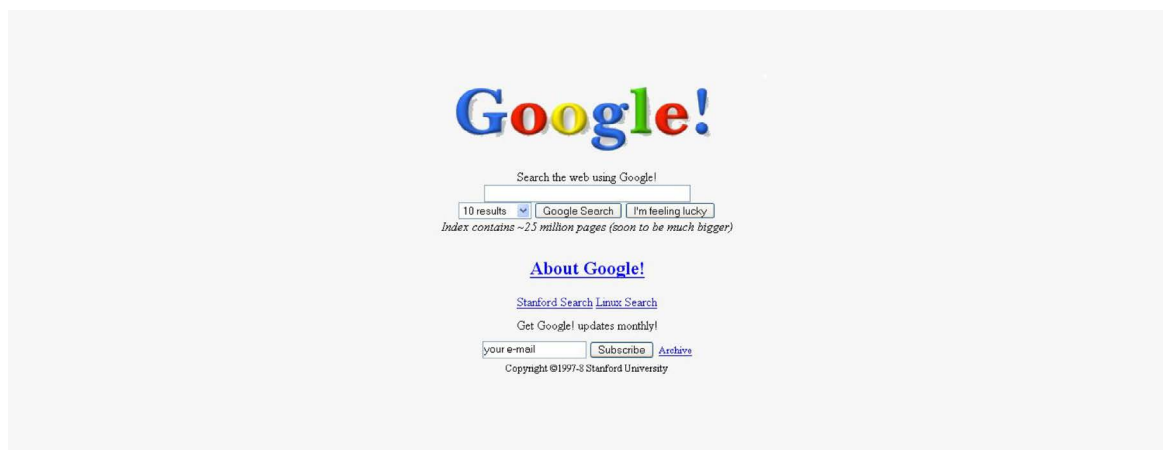 Google!
Search the web using Google!
10 results Google Search I'm feeling lucky
Index contains ~25 million pages (soon to be much bigger)
About Google!
Stanford Search Linux Search
Get Google! updates monthly!
your e-mail Subscribe Archive
Copyright ©1997-8 Stanford University